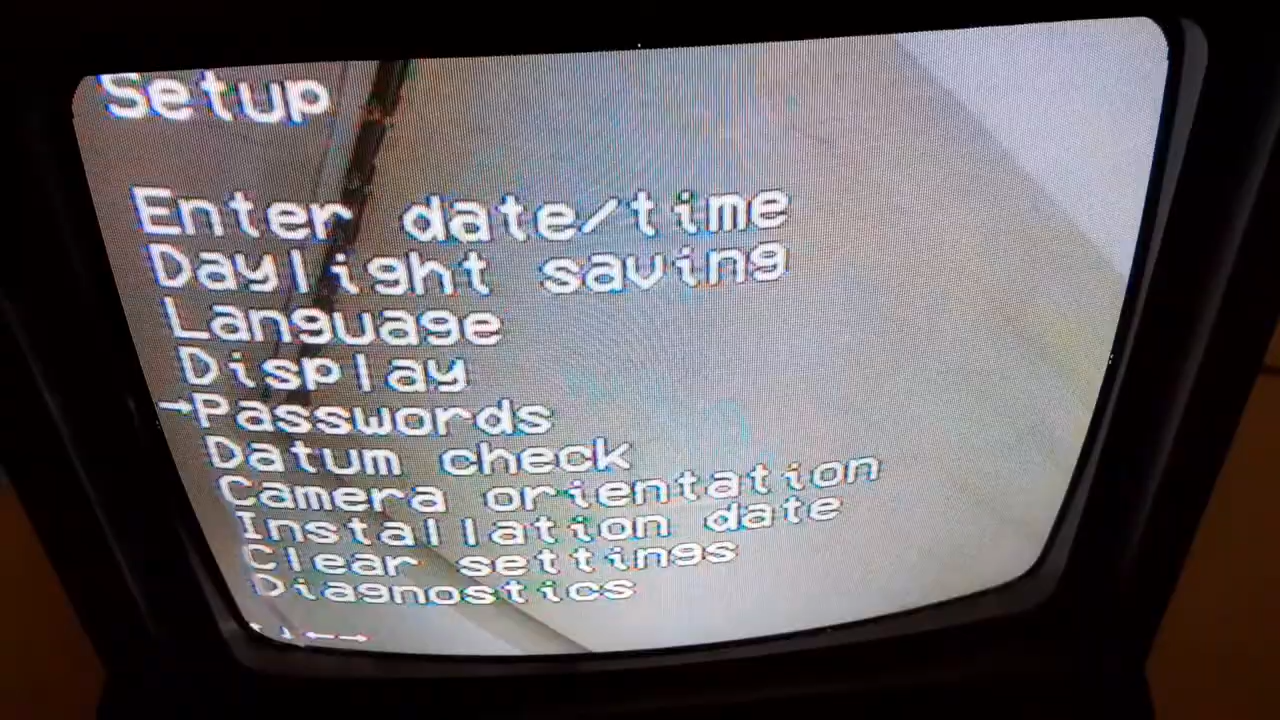 Setup
Enter date/time
Daylight saving
Language
Display
→Passwords
Datum check
Camera orientation
Installation date
Clear settings
Diagnostics
↑↓←→